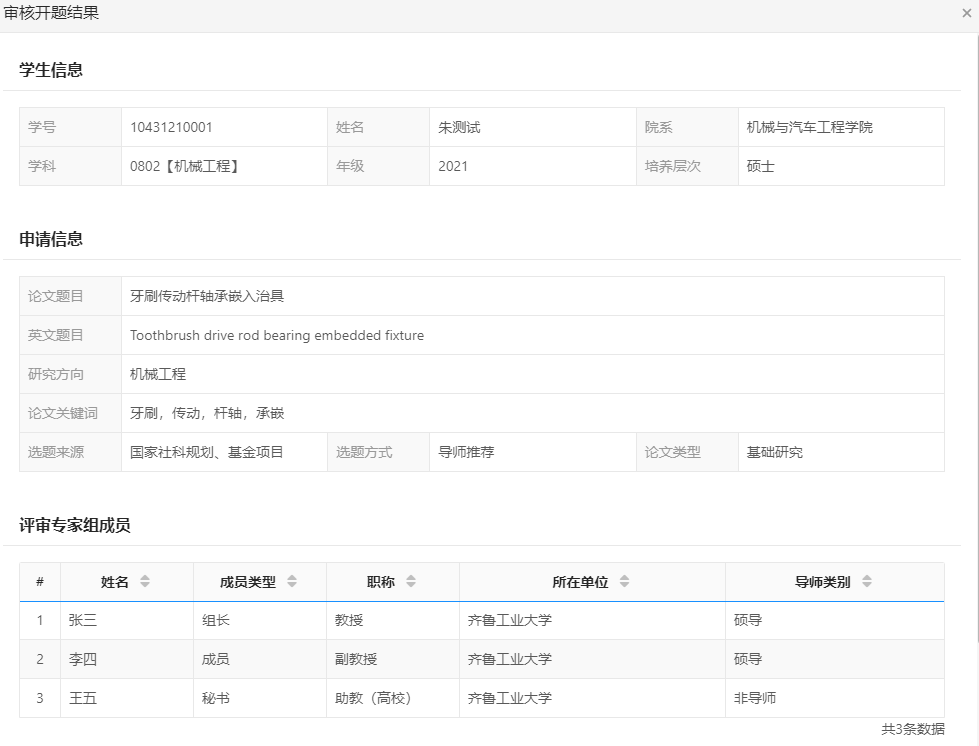 审核开题结果 ×
学生信息
学号 10431210001 姓名 朱测试 院系 机械与汽车工程学院
学科 0802【机械工程】 年级 2021 培养层次 硕士
申请信息
论文题目 牙刷传动杆轴承嵌入治具
英文题目 Toothbrush drive rod bearing embedded fixture
研究方向 机械工程
论文关键词 牙刷，传动，杆轴，承嵌
选题来源 国家社科规划、基金项目 选题方式 导师推荐 论文类型 基础研究
评审专家组成员
# 姓名 成员类型 职称 所在单位 导师类别
1 张三 组长 教授 齐鲁工业大学 硕导
2 李四 成员 副教授 齐鲁工业大学 硕导
3 王五 秘书 助教（高校） 齐鲁工业大学 非导师
共3条数据